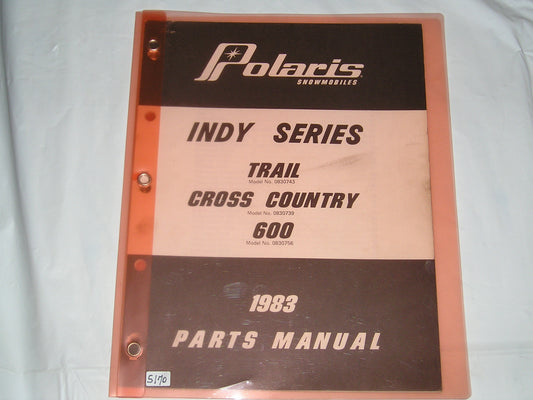 Polaris
SNOWMOBILES
INDY SERIES
TRAIL
Model No. 0830743
CROSS COUNTRY
Model No. 0830739
600
Model No. 0830756
1983
PARTS MANUAL
S170